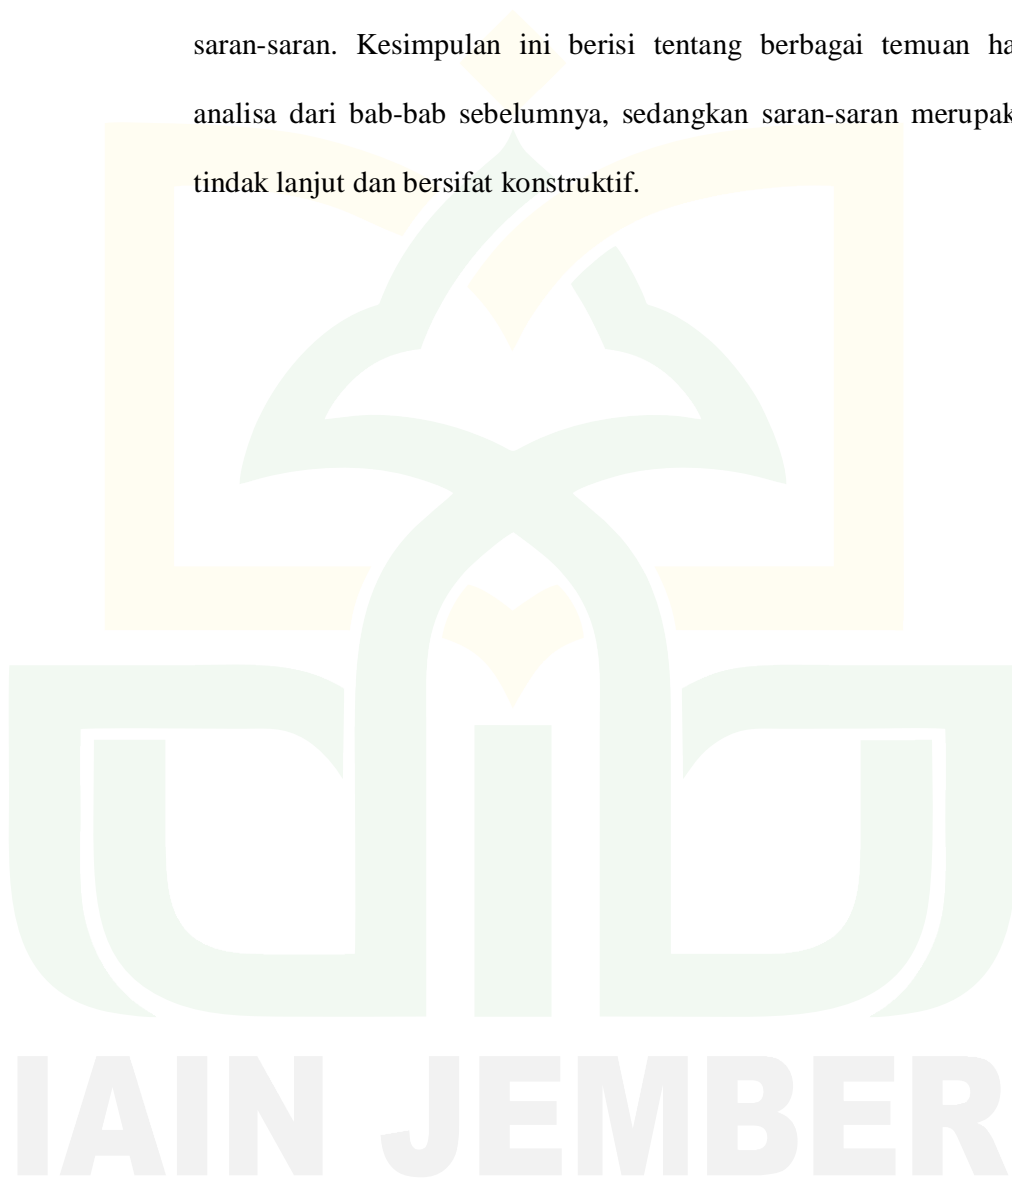 saran-saran. Kesimpulan ini berisi tentang berbagai temuan ha
analisa dari bab-bab sebelumnya, sedangkan saran-saran merupak
tindak lanjut dan bersifat konstruktif.
IAIN JEMBER